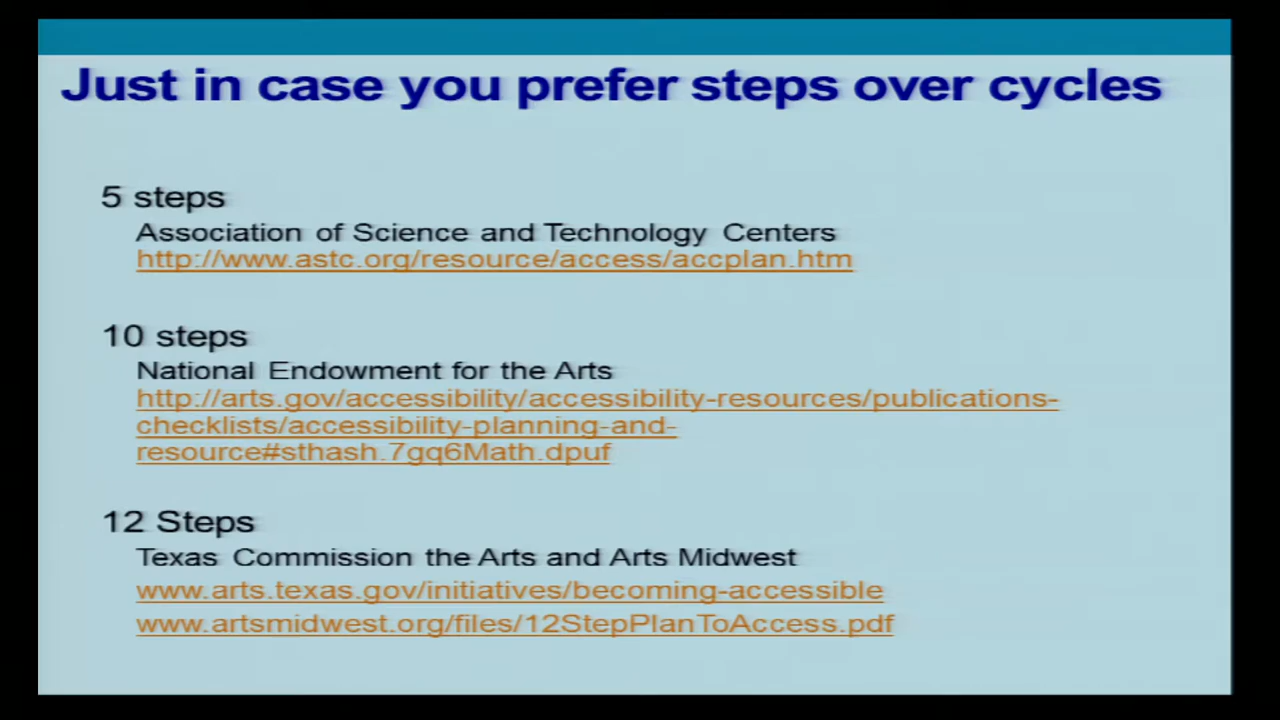 Just in case you prefer steps over cycles
5 steps
Association of Science and Technology Centers
http://www.astc.org/resource/access/accplan.htm
10 steps
National Endowment for the Arts
http://arts.gov/accessibility/accessibility-resources/publications-
checklists/accessibility-planning-and-
resource#sthash.7gq6Math.dpuf
12 Steps
Texas Commission the Arts and Arts Midwest
www.arts.texas.gov/initiatives/becoming-accessible
www.artsmidwest.org/files/12StepPlanToAccess.pdf